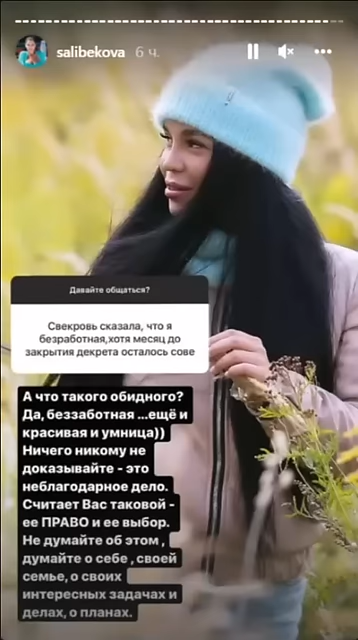 salibekova 6 ч.
Давайте общаться?
Свекровь сказала, что я
безработная,хотя месяц до
закрытия декрета осталось сове
А что такого обидного?
Да, беззаботная ...ещё и
красивая и умница))
Ничего никому не
доказывайте - это
неблагодарное дело.
Считает Вас таковой -
ее ПРАВО и ее выбор.
Не думайте об этом ,
думайте о себе , своей
семье, о своих
интересных задачах и
делах, о планах.